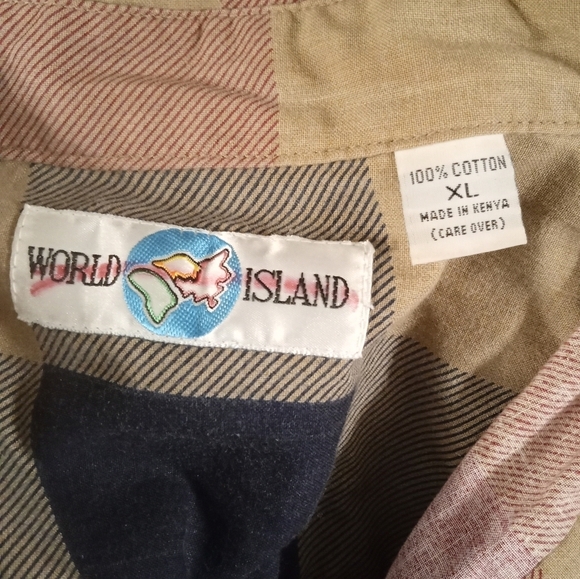 WORLD ISLAND
100% COTTON
XL
MADE IN KENYA
(CARE OVER)